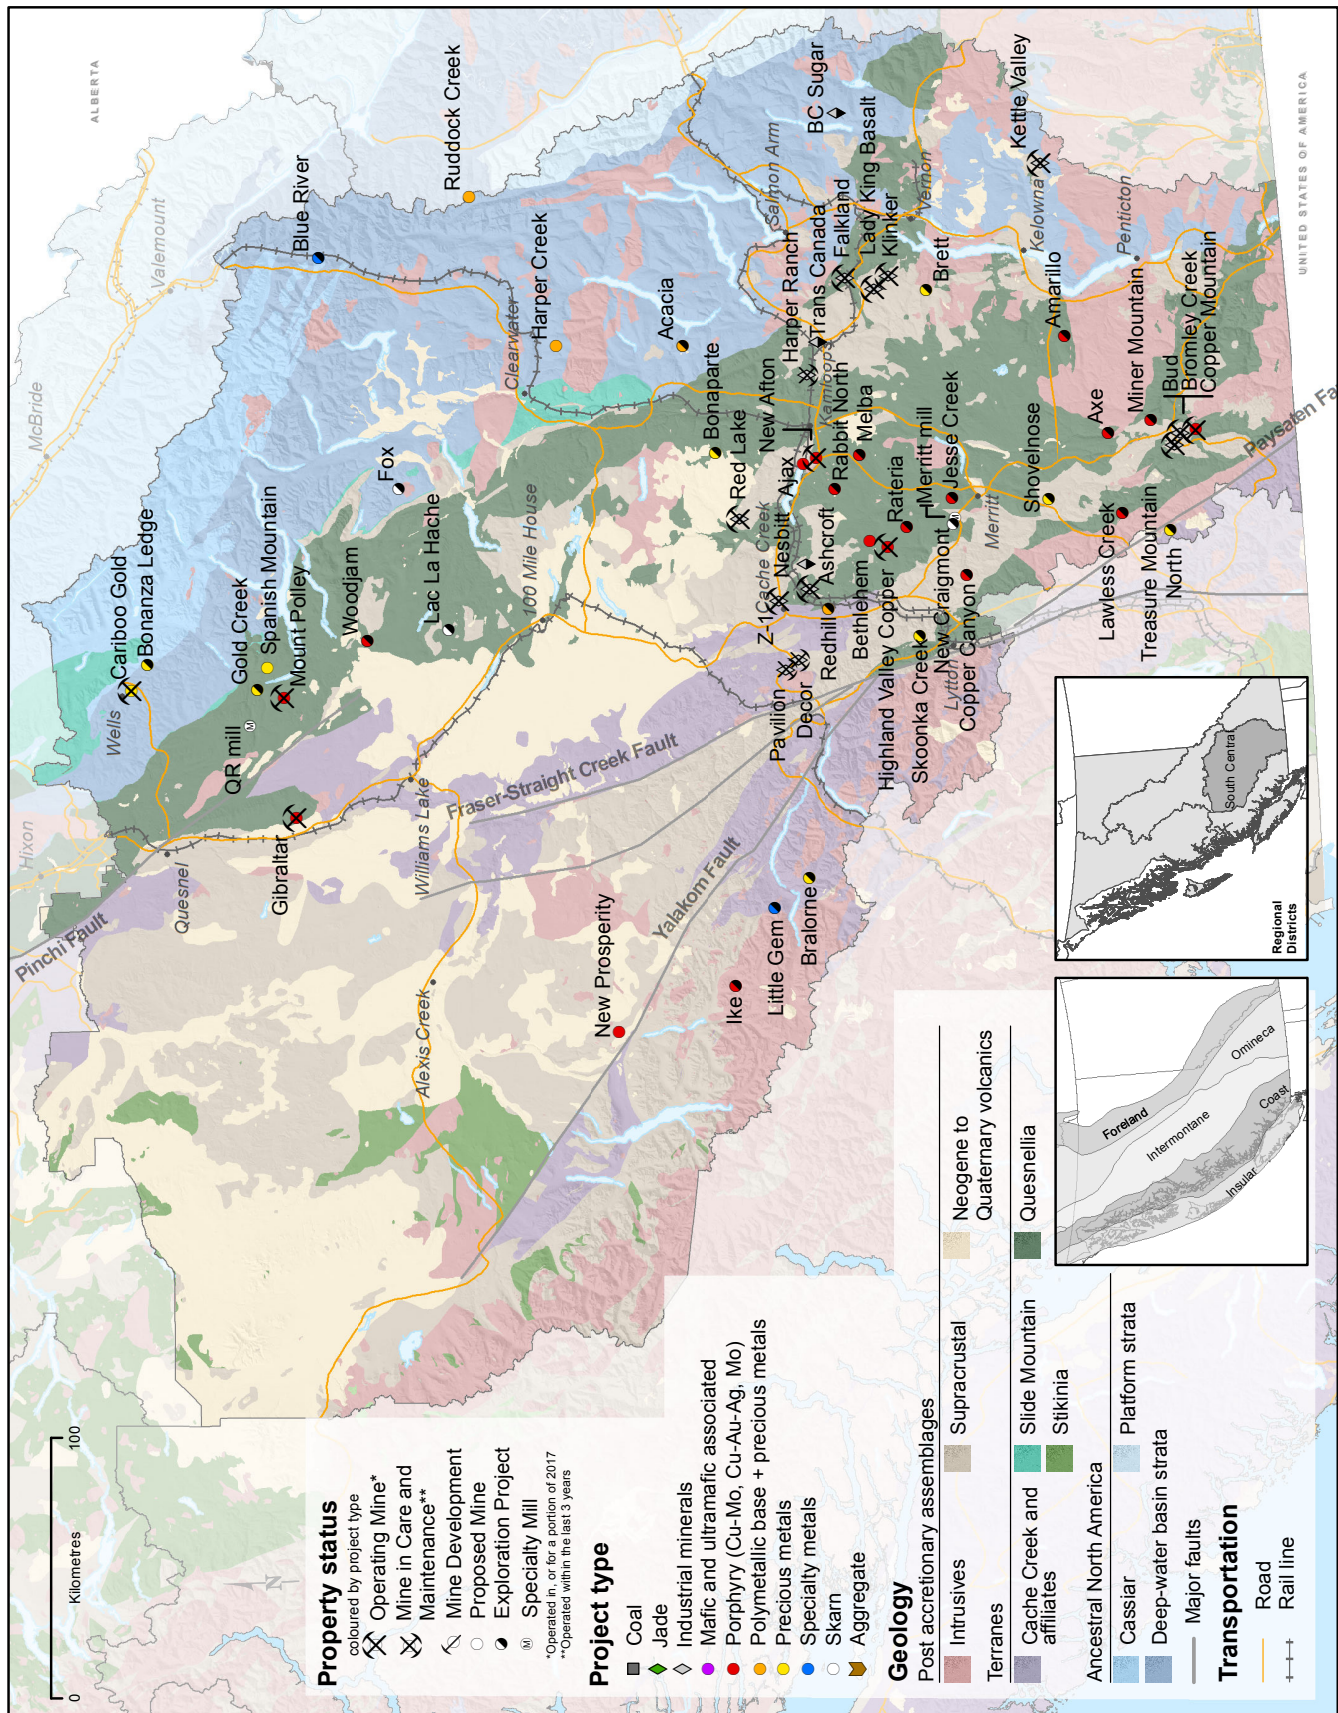 ALBERTA
McBride
Valemount
Hixon
Wells
Cariboo Gold
Bonanza Ledge
Blue River
Ruddock Creek
Pinchi Fault
Quesnel
QR mill
Gold Creek
Spanish Mountain
Mount Polley
Gibraltar
Woodjam
Fox
Lac La Hache
Clearwater
Harper Creek
Acacia
Williams Lake
100 Mile House
Alexis Creek
Fraser-Straight Creek Fault
Yalakom Fault
New Prosperity
Ike
Little Gem
Bralorne
Bonaparte
Red Lake
New Afton
Ajax
Harper Ranch
Trans Canada
Kamloops
Rabbit North
Melba
Cache Creek
Z-1
Nesbitt
Ashcroft
Pavilion
Decor
Redhill
Bethlehem
Highland Valley Copper
Rateria
Merritt mill
Jesse Creek
Skoonka Creek
New Craigmont
Lytton
Copper Canyon
Merritt
Shovelnose
Salmon Arm
Falkland
Lady King Basalt
Klinker
BC Sugar
Vernon
Brett
Kettle Valley
Kelowna
Amarillo
Penticton
Axe
Miner Mountain
Bud
Bromley Creek
Copper Mountain
Lawless Creek
Treasure Mountain
North
Paysaten Fa
UNITED STATES OF AMERICA
0
100
Kilometres
N
Property status
coloured by project type
Operating Mine*
Mine in Care and
Maintenance**
Mine Development
Proposed Mine
Exploration Project
M
Specialty Mill
*Operated in, or for a portion of 2017
**Operated within the last 3 years
Project type
Coal
Jade
Industrial minerals
Mafic and ultramafic associated
Porphyry (Cu-Mo, Cu-Au-Ag, Mo)
Polymetallic base + precious metals
Precious metals
Specialty metals
Skarn
Aggregate
Geology
Post accretionary assemblages
Intrusives
Supracrustal
Neogene to
Quaternary volcanics
Terranes
Cache Creek and
affiliates
Slide Mountain
Stikinia
Quesnellia
Ancestral North America
Cassiar
Deep-water basin strata
Platform strata
Major faults
Transportation
Road
Rail line
Foreland
Omineca
Intermontane
Coast
Insular
South Central
Regional
Districts